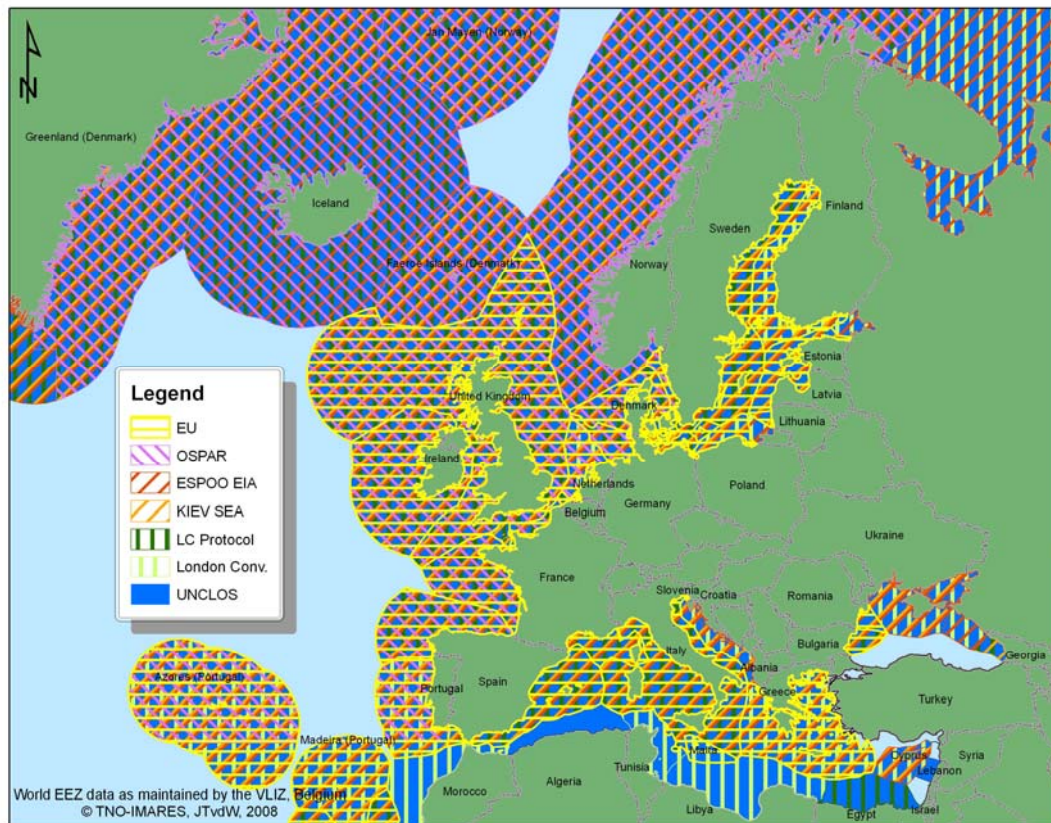 Jan Mayen (Norway)
N
Greenland (Denmark)
Iceland
Finland
Sweden
Faeroe Islands (Denmark)
Norway
Estonia
Legend
EU
OSPAR
ESPOO EIA
KIEV SEA
LC Protocol
London Conv.
UNCLOS
United Kingdom
Denmark
Latvia
Lithuania
Ireland
Netherlands
Poland
Germany
Belgium
Ukraine
France
Slovenia
Croatia
Romania
Bulgaria
Italy
Georgia
Albania
Azores (Portugal)
Portugal
Spain
Greece
Turkey
Madeira (Portugal)
Malta
Cyprus
Syria
Lebanon
Tunisia
Algeria
Morocco
Libya
Egypt
Israel
World EEZ data as maintained by the VLIZ, Belgium
© TNO-IMARES, JTvdW, 2008